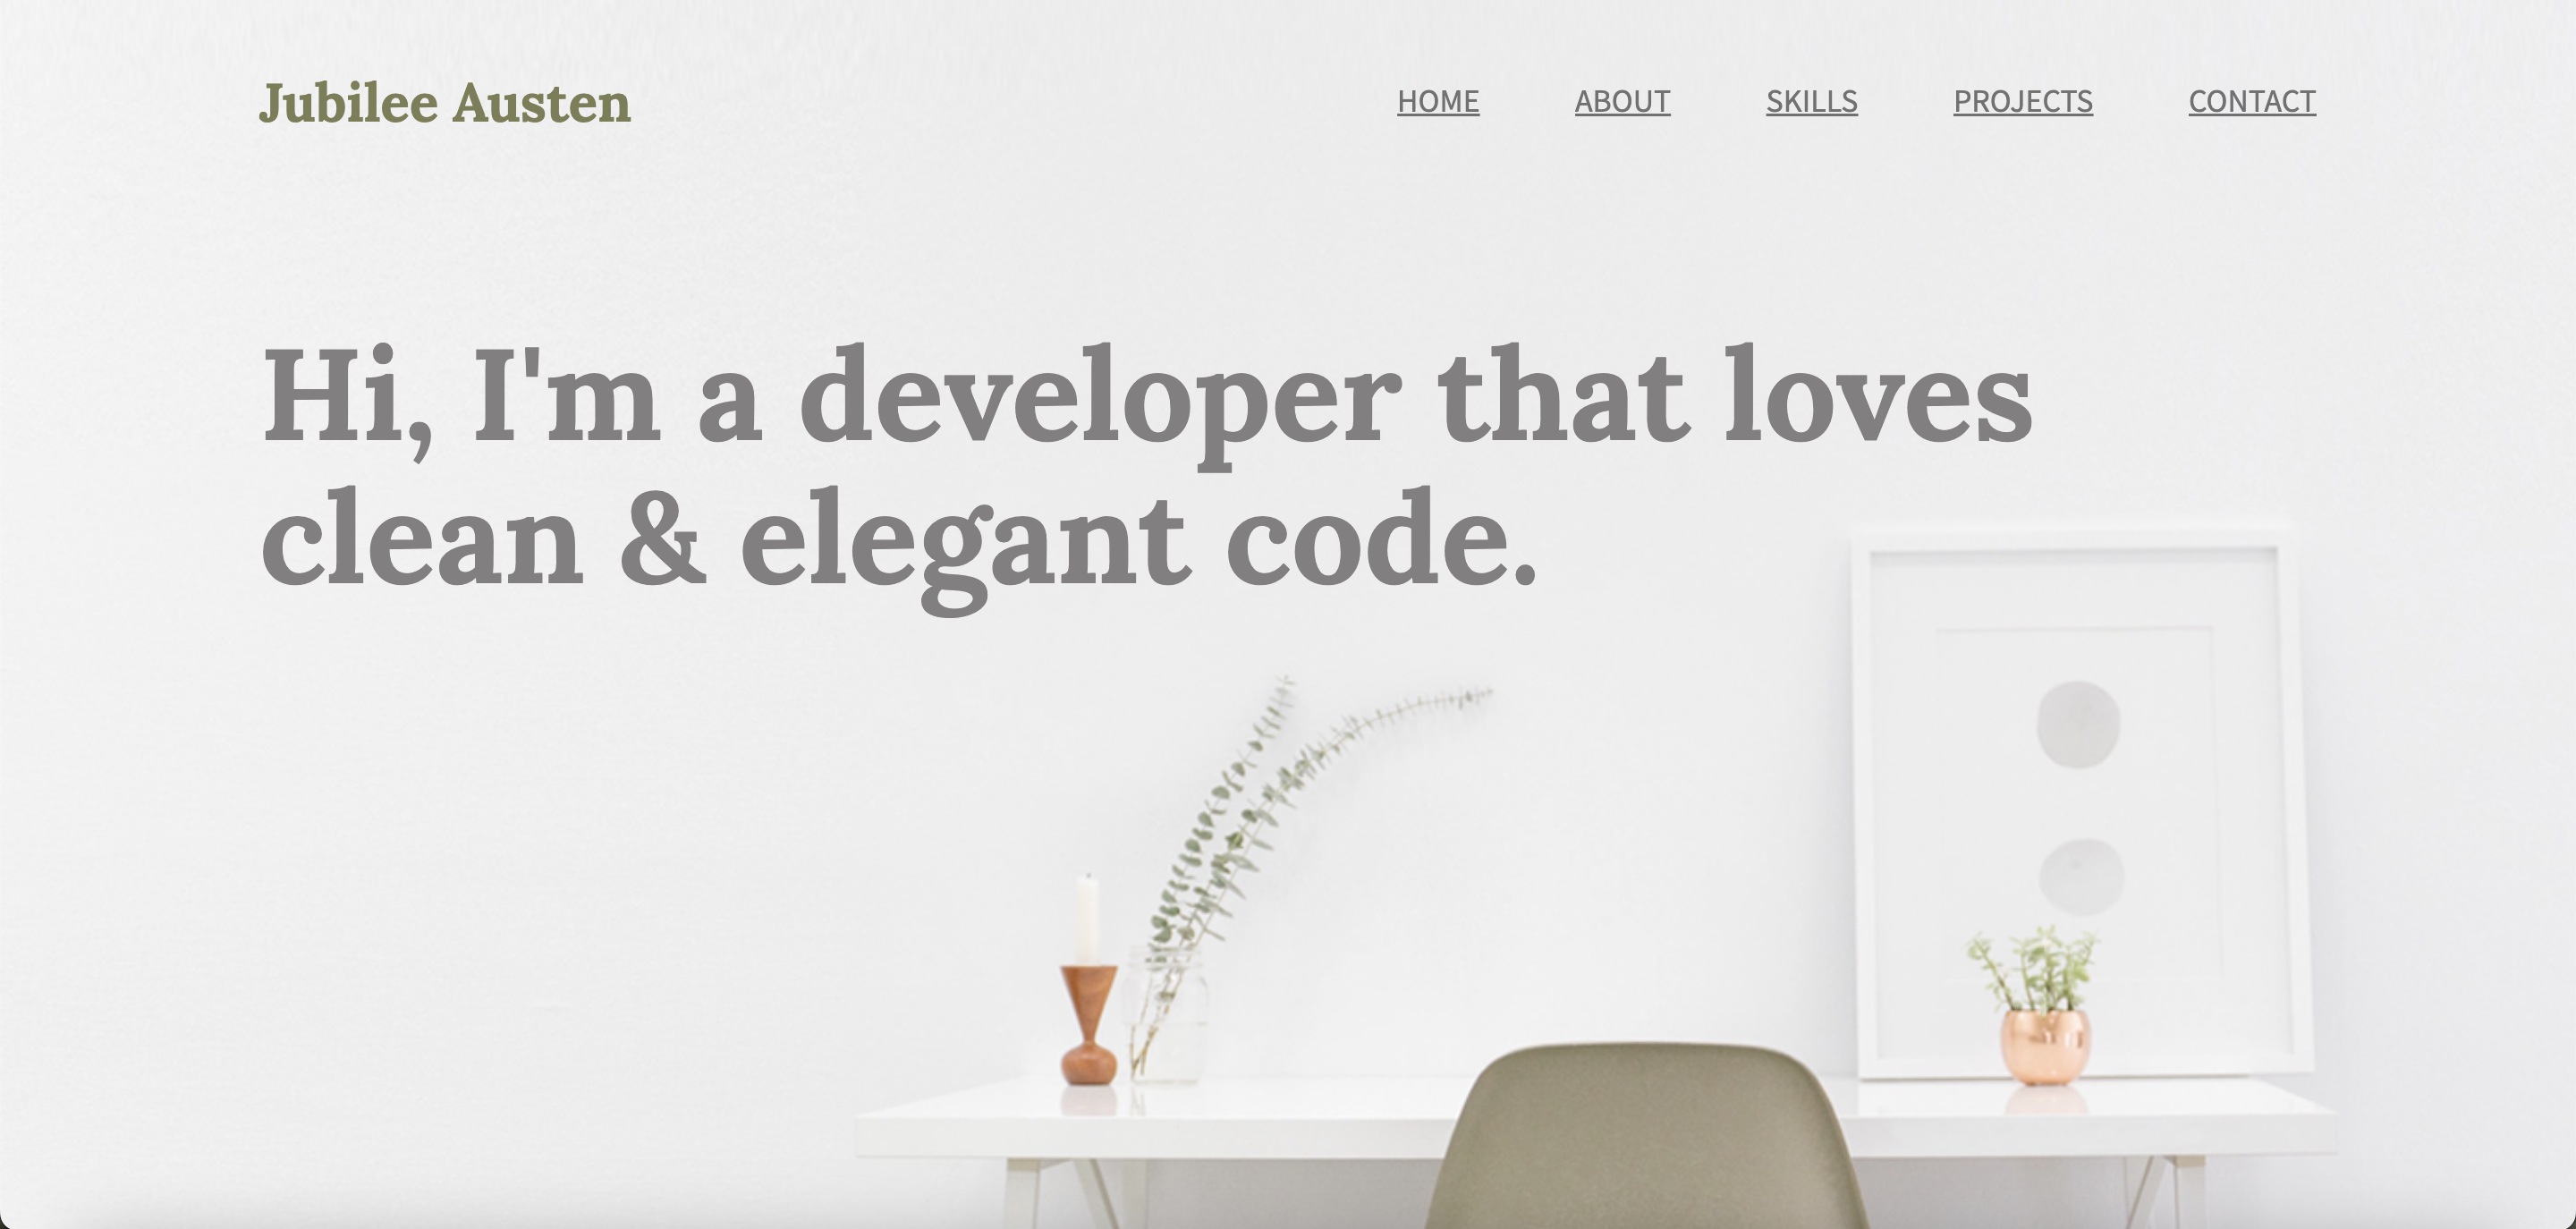 Jubilee Austen
HOME ABOUT SKILLS PROJECTS CONTACT
Hi, I'm a developer that loves
clean & elegant code.